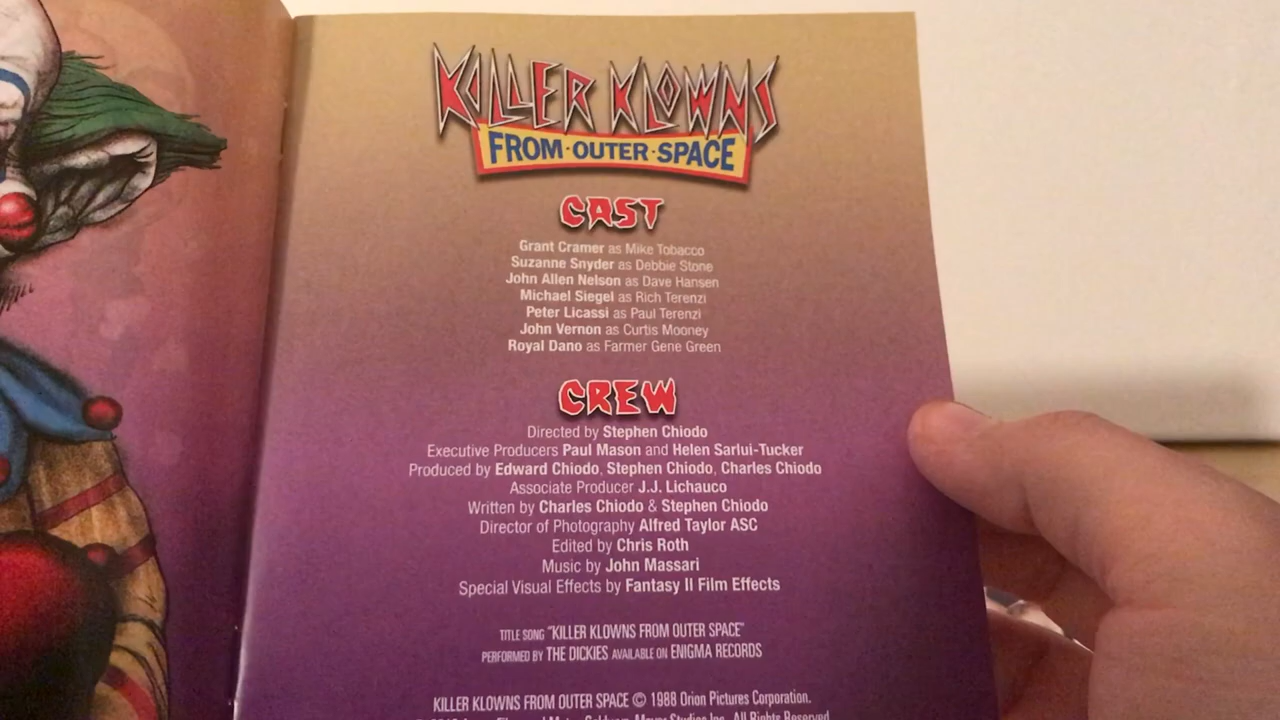 KILLER KLOWNS
FROM·OUTER·SPACE
CAST
Grant Cramer as Mike Tobacco
Suzanne Snyder as Debbie Stone
John Allen Nelson as Dave Hansen
Michael Siegel as Rich Terenzi
Peter Licassi as Paul Terenzi
John Vernon as Curtis Mooney
Royal Dano as Farmer Gene Green
CREW
Directed by Stephen Chiodo
Executive Producers Paul Mason and Helen Sarlui-Tucker
Produced by Edward Chiodo, Stephen Chiodo, Charles Chiodo
Associate Producer J.J. Lichauco
Written by Charles Chiodo & Stephen Chiodo
Director of Photography Alfred Taylor ASC
Edited by Chris Roth
Music by John Massari
Special Visual Effects by Fantasy II Film Effects
TITLE SONG "KILLER KLOWNS FROM OUTER SPACE"
PERFORMED BY THE DICKIES AVAILABLE ON ENIGMA RECORDS
KILLER KLOWNS FROM OUTER SPACE © 1988 Orion Pictures Corporation.
Studios Inc. All Rights Reserved